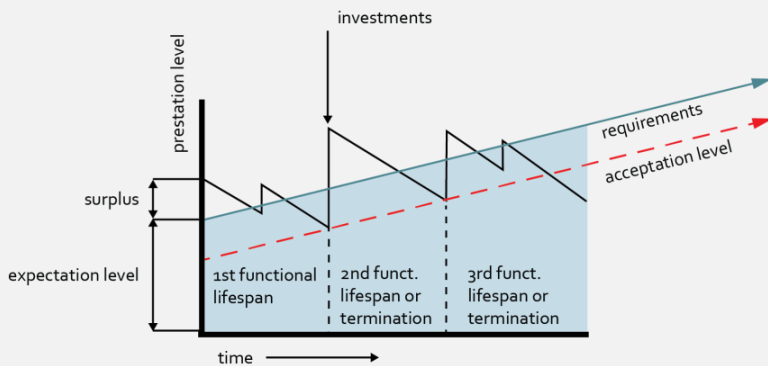 investments
prestation level
requirements
acceptation level
surplus
expectation level
1st functional
lifespan
2nd funct.
lifespan or
termination
3rd funct.
lifespan or
termination
time